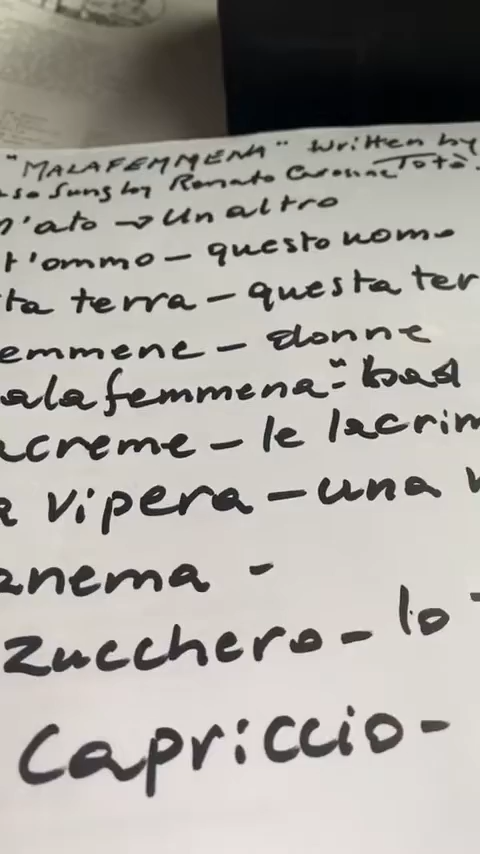 "MALAFEMMENA" written by Totò.
so Sung by Renato Carosone
n'ato → un altro
t'ommo - questo uomo
ta terra - questa ter
emmene - donne
alafemmena" = bad
acreme - le lacrim
a vipera - una v
anema -
zucchero - lo
capriccio -